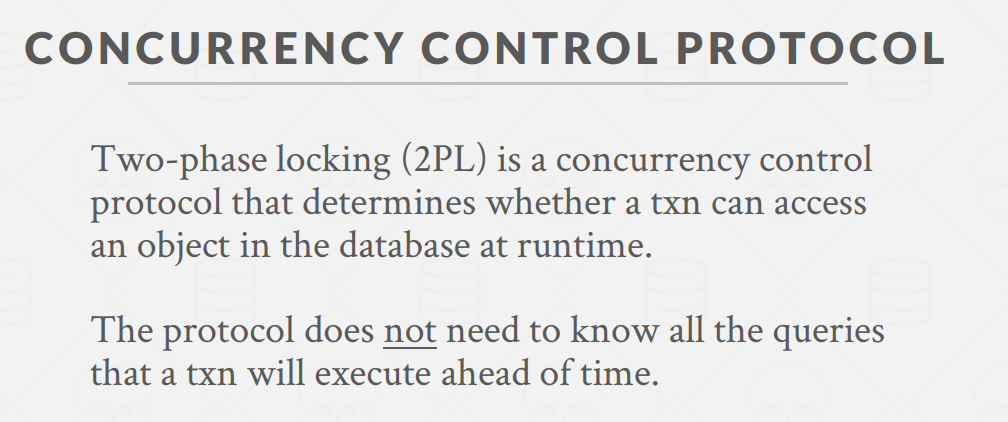 CONCURRENCY CONTROL PROTOCOL
Two-phase locking (2PL) is a concurrency control
protocol that determines whether a txn can access
an object in the database at runtime.
The protocol does not need to know all the queries
that a txn will execute ahead of time.